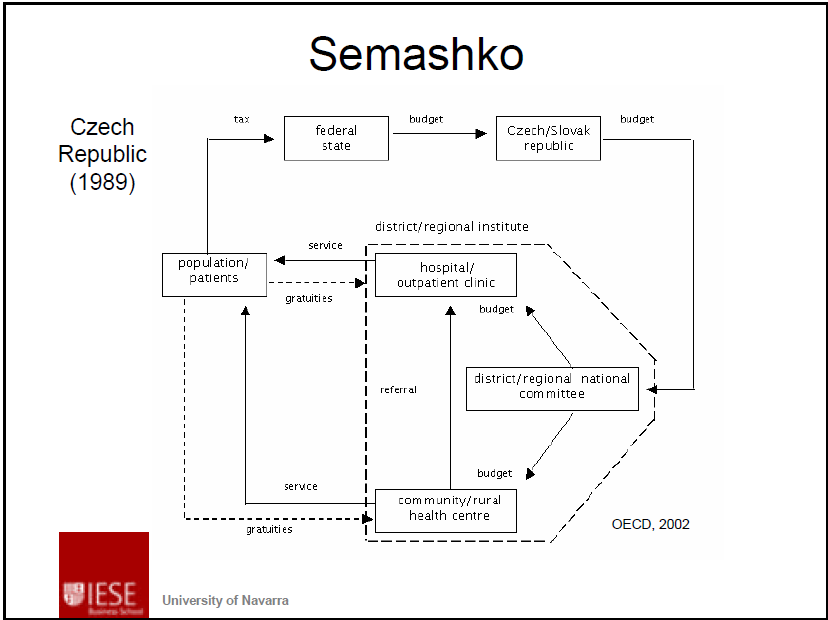 Semashko
Czech
Republic
(1989)
tax
federal
state
budget
Czech/Slovak
republic
budget
district/regional institute
population/
patients
service
gratuities
hospital/
outpatient clinic
budget
referral
district/regional national
committee
budget
service
community/rural
health centre
gratuities
OECD, 2002
IESE
Business School
University of Navarra